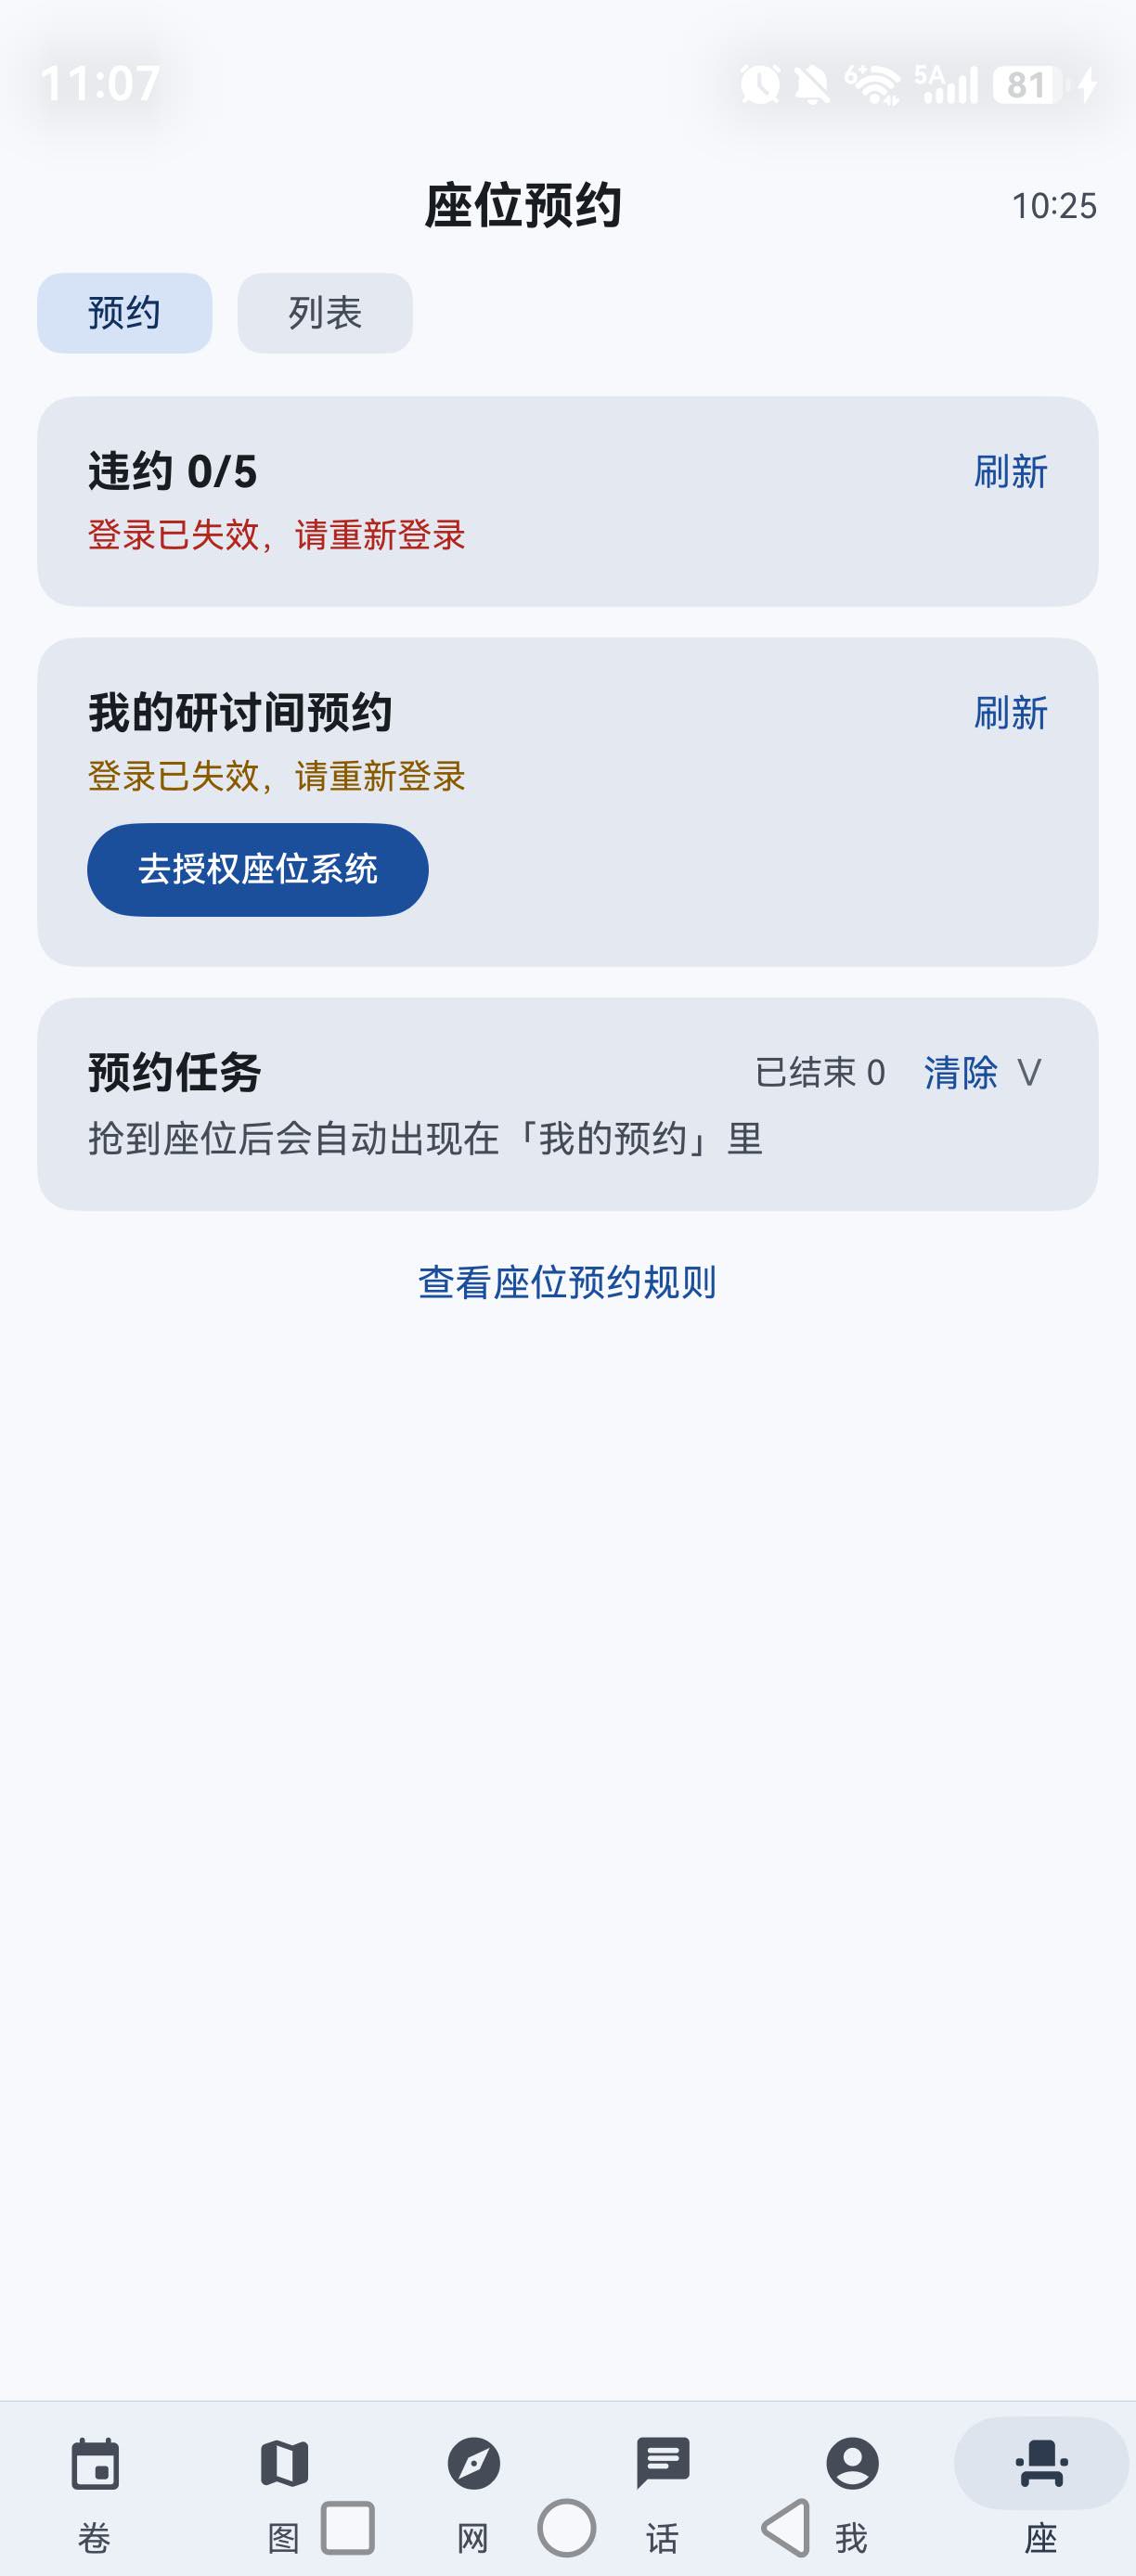 11:07
6+ 5A 81
座位预约 10:25
预约 列表
违约 0/5 刷新
登录已失效，请重新登录
我的研讨间预约 刷新
登录已失效，请重新登录
去授权座位系统
预约任务 已结束 0 清除 V
抢到座位后会自动出现在「我的预约」里
查看座位预约规则
卷 图 网 话 我 座